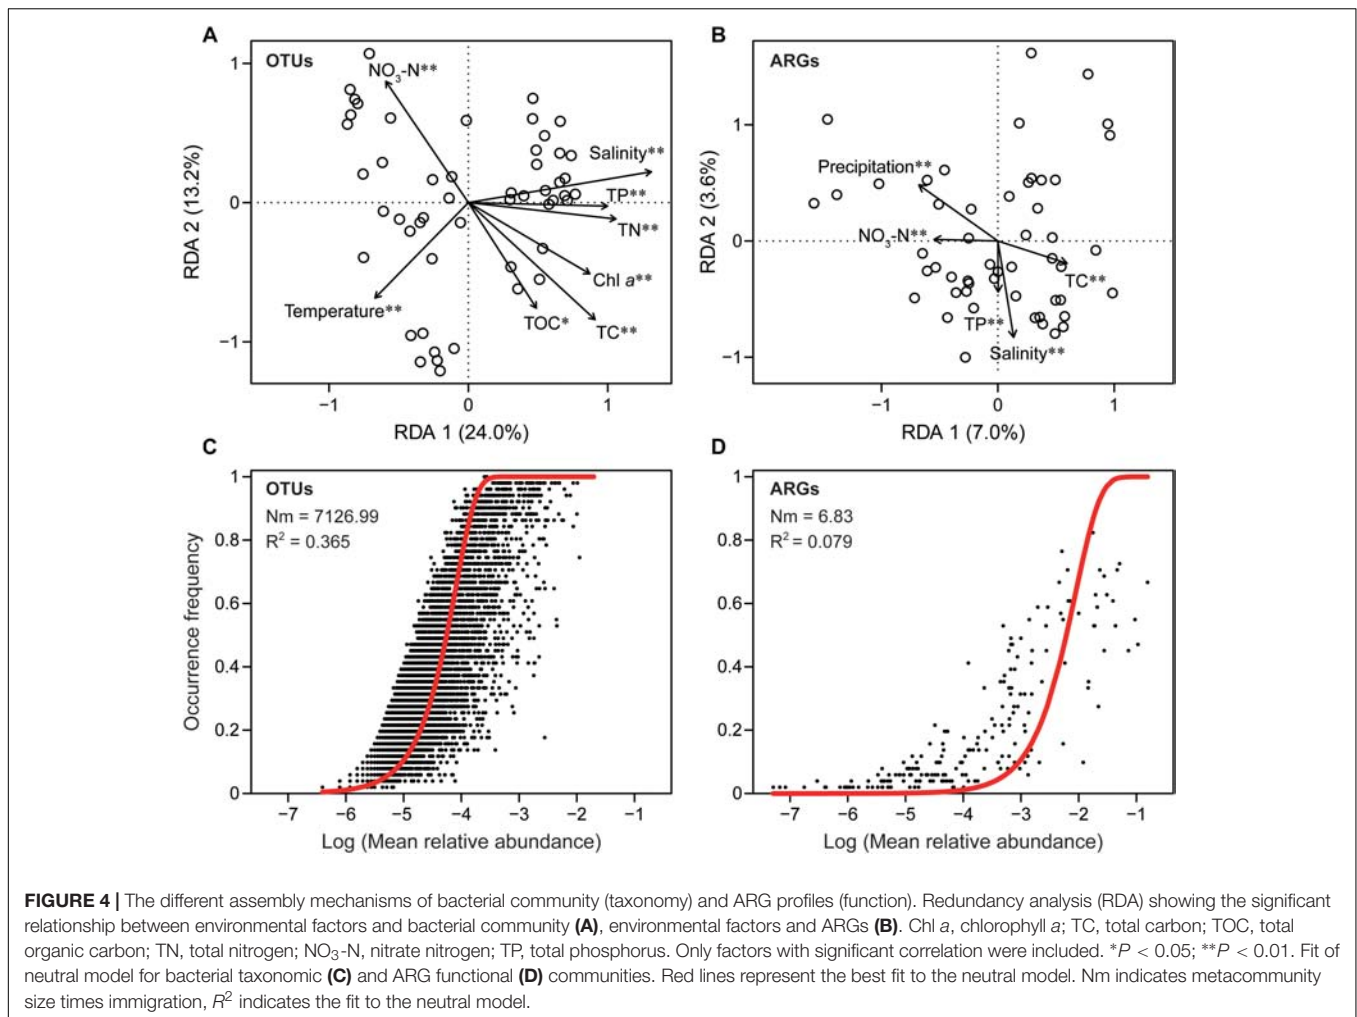 A
OTUs
NO3-N**
Salinity**
TP**
TN**
Chl a**
TC**
TOC*
Temperature**
RDA 2 (13.2%)
1
0
−1
−1
0
1
RDA 1 (24.0%)
B
ARGs
Precipitation**
NO3-N**
TC**
TP**
Salinity**
RDA 2 (3.6%)
1
0
−1
−1
0
1
RDA 1 (7.0%)
C
OTUs
Nm = 7126.99
R2 = 0.365
Occurrence frequency
1
0.8
0.6
0.4
0.2
0
−7
−6
−5
−4
−3
−2
−1
Log (Mean relative abundance)
D
ARGs
Nm = 6.83
R2 = 0.079
1
0.8
0.6
0.4
0.2
0
−7
−6
−5
−4
−3
−2
−1
Log (Mean relative abundance)
FIGURE 4 | The different assembly mechanisms of bacterial community (taxonomy) and ARG profiles (function). Redundancy analysis (RDA) showing the significant
relationship between environmental factors and bacterial community (A), environmental factors and ARGs (B). Chl a, chlorophyll a; TC, total carbon; TOC, total
organic carbon; TN, total nitrogen; NO3-N, nitrate nitrogen; TP, total phosphorus. Only factors with significant correlation were included. *P < 0.05; **P < 0.01. Fit of
neutral model for bacterial taxonomic (C) and ARG functional (D) communities. Red lines represent the best fit to the neutral model. Nm indicates metacommunity
size times immigration, R2 indicates the fit to the neutral model.